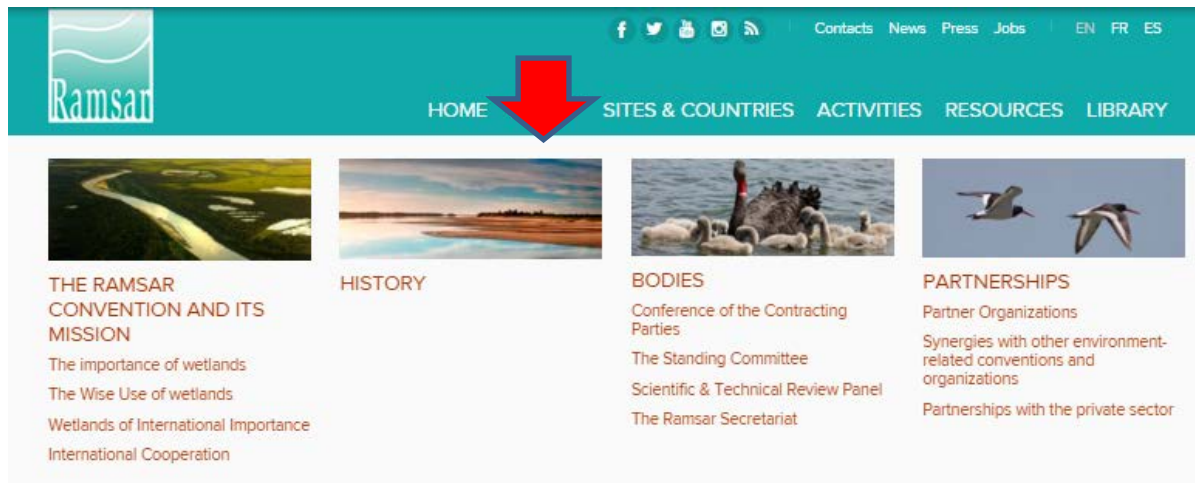 Contacts News Press Jobs EN FR ES
Ramsar
HOME SITES & COUNTRIES ACTIVITIES RESOURCES LIBRARY
THE RAMSAR
CONVENTION AND ITS
MISSION
The importance of wetlands
The Wise Use of wetlands
Wetlands of International Importance
International Cooperation
HISTORY
BODIES
Conference of the Contracting
Parties
The Standing Committee
Scientific & Technical Review Panel
The Ramsar Secretariat
PARTNERSHIPS
Partner Organizations
Synergies with other environment-
related conventions and
organizations
Partnerships with the private sector